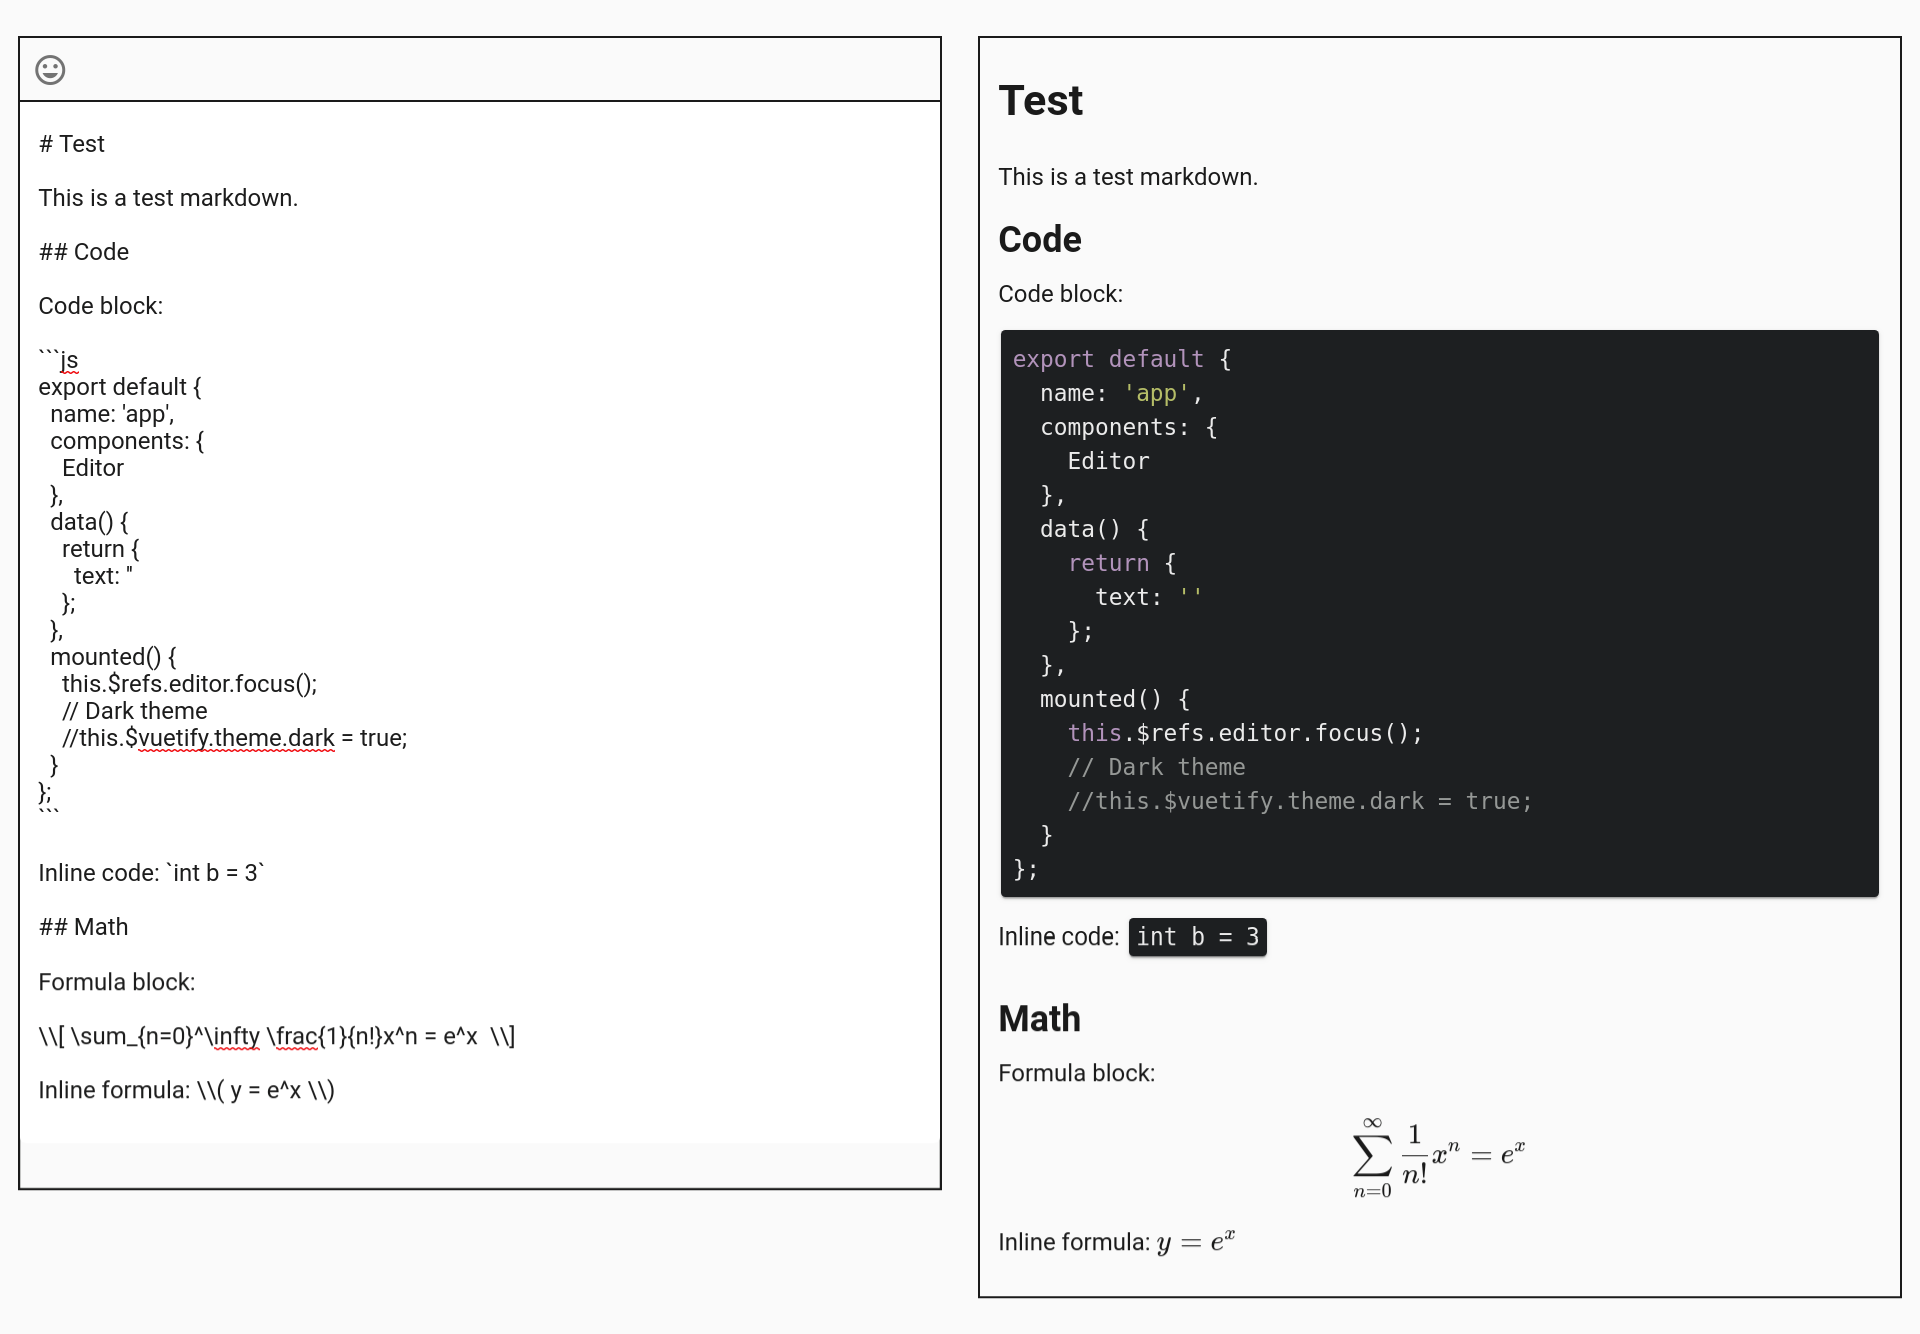 # Test
This is a test markdown.
## Code
Code block:
```js
export default {
  name: 'app',
  components: {
    Editor
  },
  data() {
    return {
      text: ''
    };
  },
  mounted() {
    this.$refs.editor.focus();
    // Dark theme
    //this.$vuetify.theme.dark = true;
  }
};
```
Inline code: `int b = 3`
## Math
Formula block:
\\[ \sum_{n=0}^\infty \frac{1}{n!}x^n = e^x  \\]
Inline formula: \\( y = e^x \\)
Test
This is a test markdown.
Code
Code block:
export default {
  name: 'app',
  components: {
    Editor
  },
  data() {
    return {
      text: ''
    };
  },
  mounted() {
    this.$refs.editor.focus();
    // Dark theme
    //this.$vuetify.theme.dark = true;
  }
};
Inline code: int b = 3
Math
Formula block:
∑_{n=0}^{∞} \frac{1}{n!} x^n = e^x
Inline formula: y = e^x